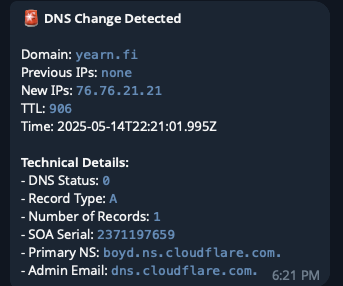 🚨 DNS Change Detected
Domain: yearn.fi
Previous IPs: none
New IPs: 76.76.21.21
TTL: 906
Time: 2025-05-14T22:21:01.995Z
Technical Details:
- DNS Status: 0
- Record Type: A
- Number of Records: 1
- SOA Serial: 2371197659
- Primary NS: boyd.ns.cloudflare.com.
- Admin Email: dns.cloudflare.com.
6:21 PM